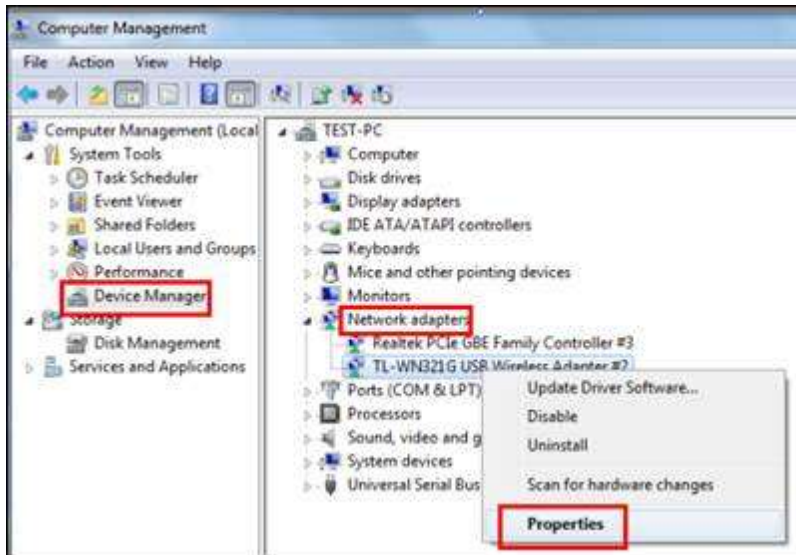 Computer Management
File Action View Help
Computer Management (Local
System Tools
Task Scheduler
Event Viewer
Shared Folders
Local Users and Groups
Performance
Device Manager
Storage
Disk Management
Services and Applications
TEST-PC
Computer
Disk drives
Display adapters
IDE ATA/ATAPI controllers
Keyboards
Mice and other pointing devices
Monitors
Network adapters
Realtek PCIe GBE Family Controller #3
TL-WN321G USB Wireless Adapter #2
Ports (COM & LPT)
Processors
Sound, video and g
System devices
Universal Serial Bus
Update Driver Software...
Disable
Uninstall
Scan for hardware changes
Properties